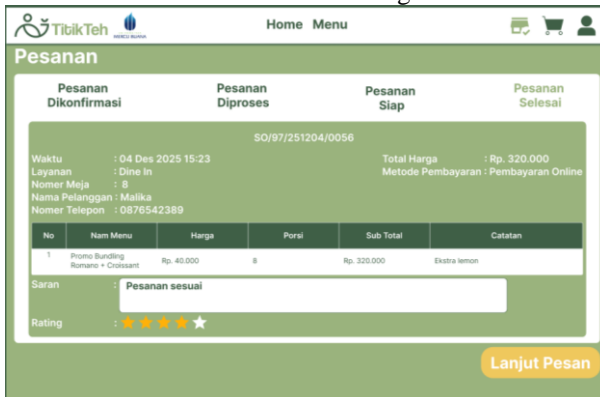 TitikTeh
MERCU BUANA
Home Menu
Pesanan
Pesanan Dikonfirmasi
Pesanan Diproses
Pesanan Siap
Pesanan Selesai
SO/97/251204/0056
Waktu : 04 Des 2025 15:23
Layanan : Dine In
Nomer Meja : 8
Nama Pelanggan : Malika
Nomer Telepon : 0876542389
Total Harga : Rp. 320.000
Metode Pembayaran : Pembayaran Online
No Nam Menu Harga Porsi Sub Total Catatan
1 Promo Bundling Romano + Croissant Rp. 40.000 8 Rp. 320.000 Ekstra lemon
Saran : Pesanan sesuai
Rating :
Lanjut Pesan